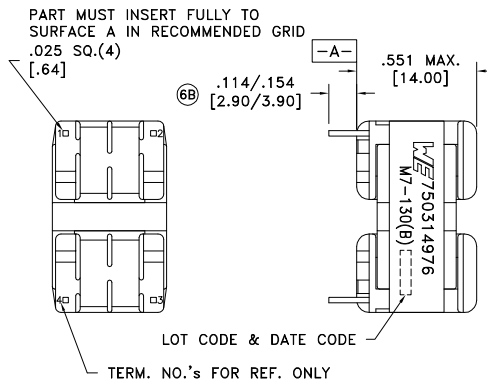 PART MUST INSERT FULLY TO
SURFACE A IN RECOMMENDED GRID
.025 SQ.(4)
[.64]
-A-
.551 MAX.
[14.00]
6B
.114/.154
[2.90/3.90]
1
2
4
3
WE 750314976
M7-130(B)
LOT CODE & DATE CODE
TERM. NO.'s FOR REF. ONLY